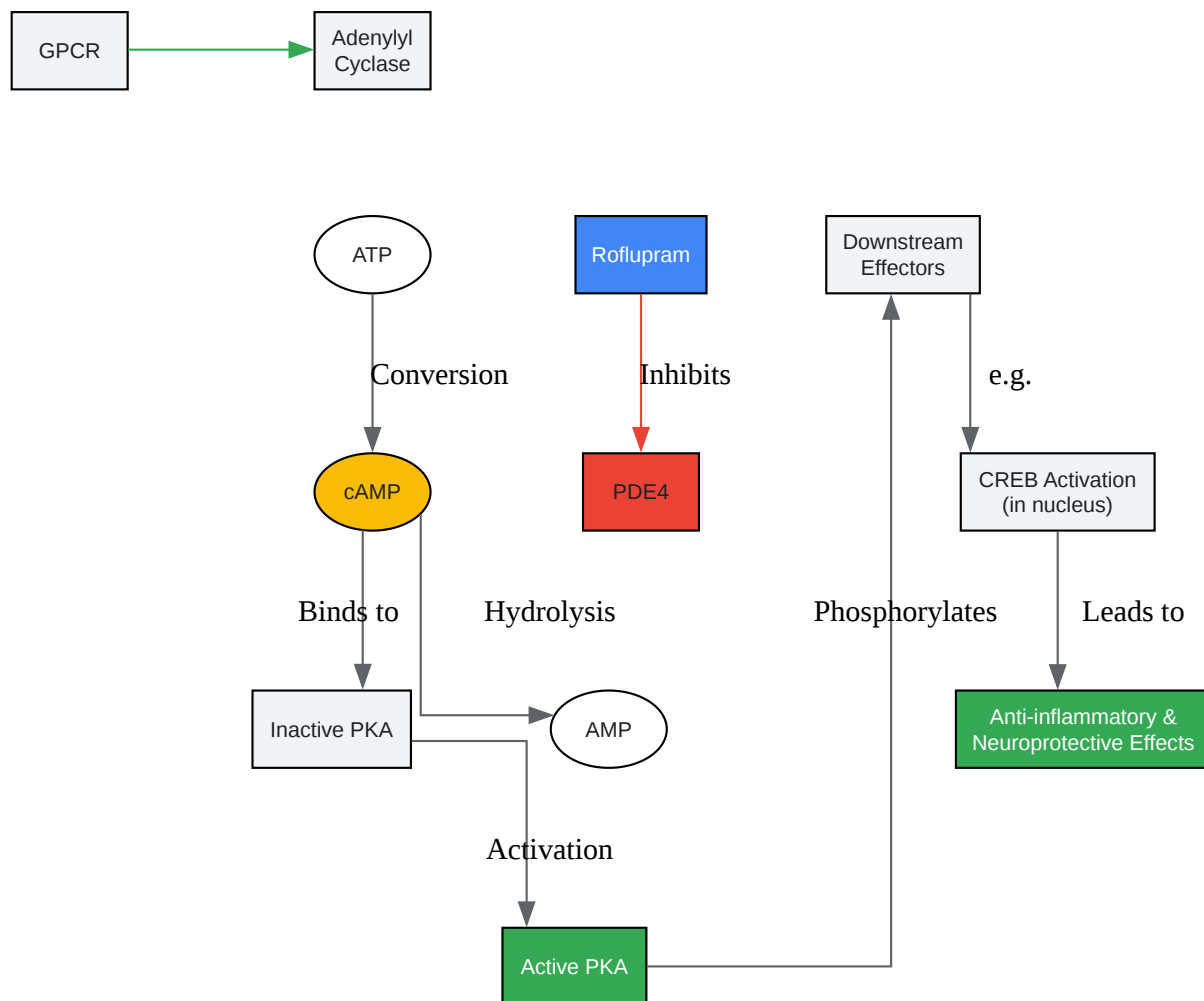 GPCR
Adenylyl
Cyclase
ATP
Roflupram
Downstream
Effectors
Conversion
Inhibits
e.g.
cAMP
PDE4
CREB Activation
(in nucleus)
Binds to
Hydrolysis
Phosphorylates
Leads to
Inactive PKA
AMP
Anti-inflammatory &
Neuroprotective Effects
Activation
Active PKA